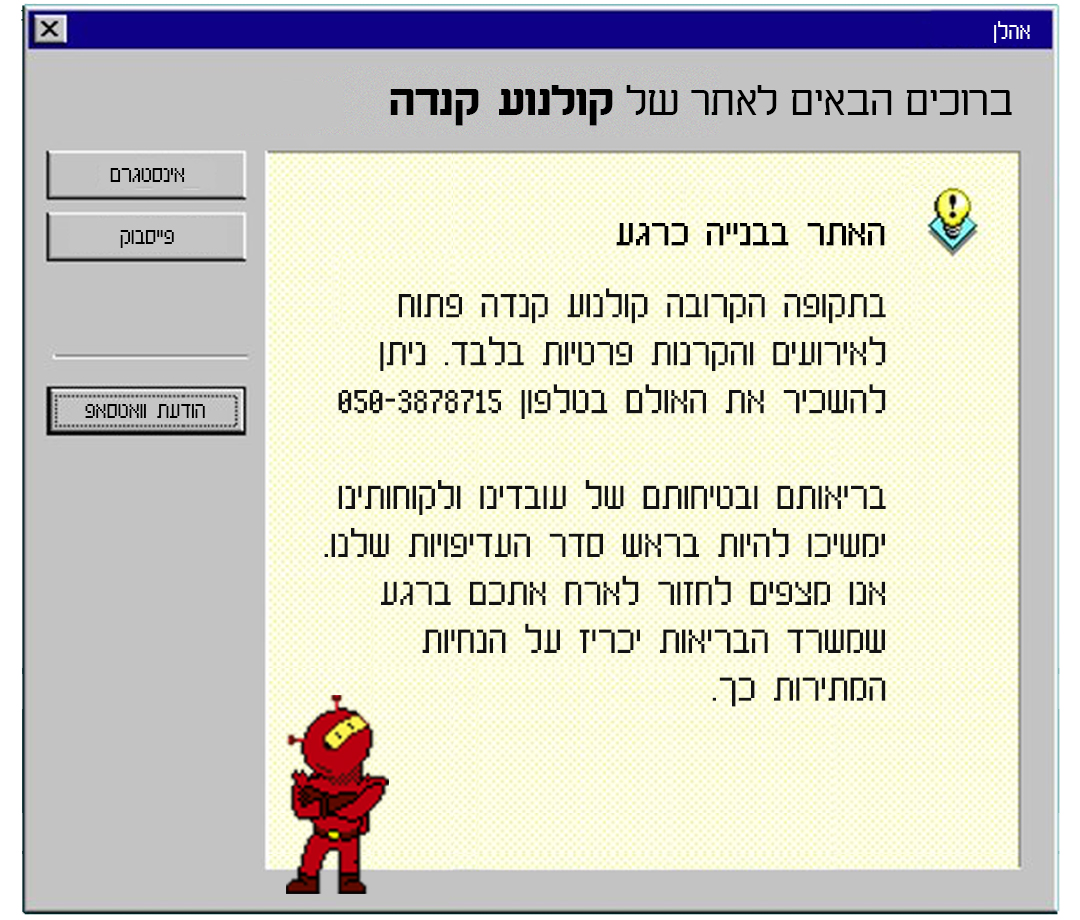 אהלן
ברוכים הבאים לאתר של קולנוע קנדה
אינסטגרם
פייסבוק
הודעת וואטסאפ
האתר בבנייה כרגע
בתקופה הקרובה קולנוע קנדה פתוח
לאירועים והקרנות פרטיות בלבד. ניתן
להשכיר את האולם בטלפון 050-3878715
בריאותם ובטיחותם של עובדינו ולקוחותינו
ימשיכו להיות בראש סדר העדיפויות שלנו.
אנו מצפים לחזור לארח אתכם ברגע
שמשרד הבריאות יכריז על הנחיות
המתירות כך.